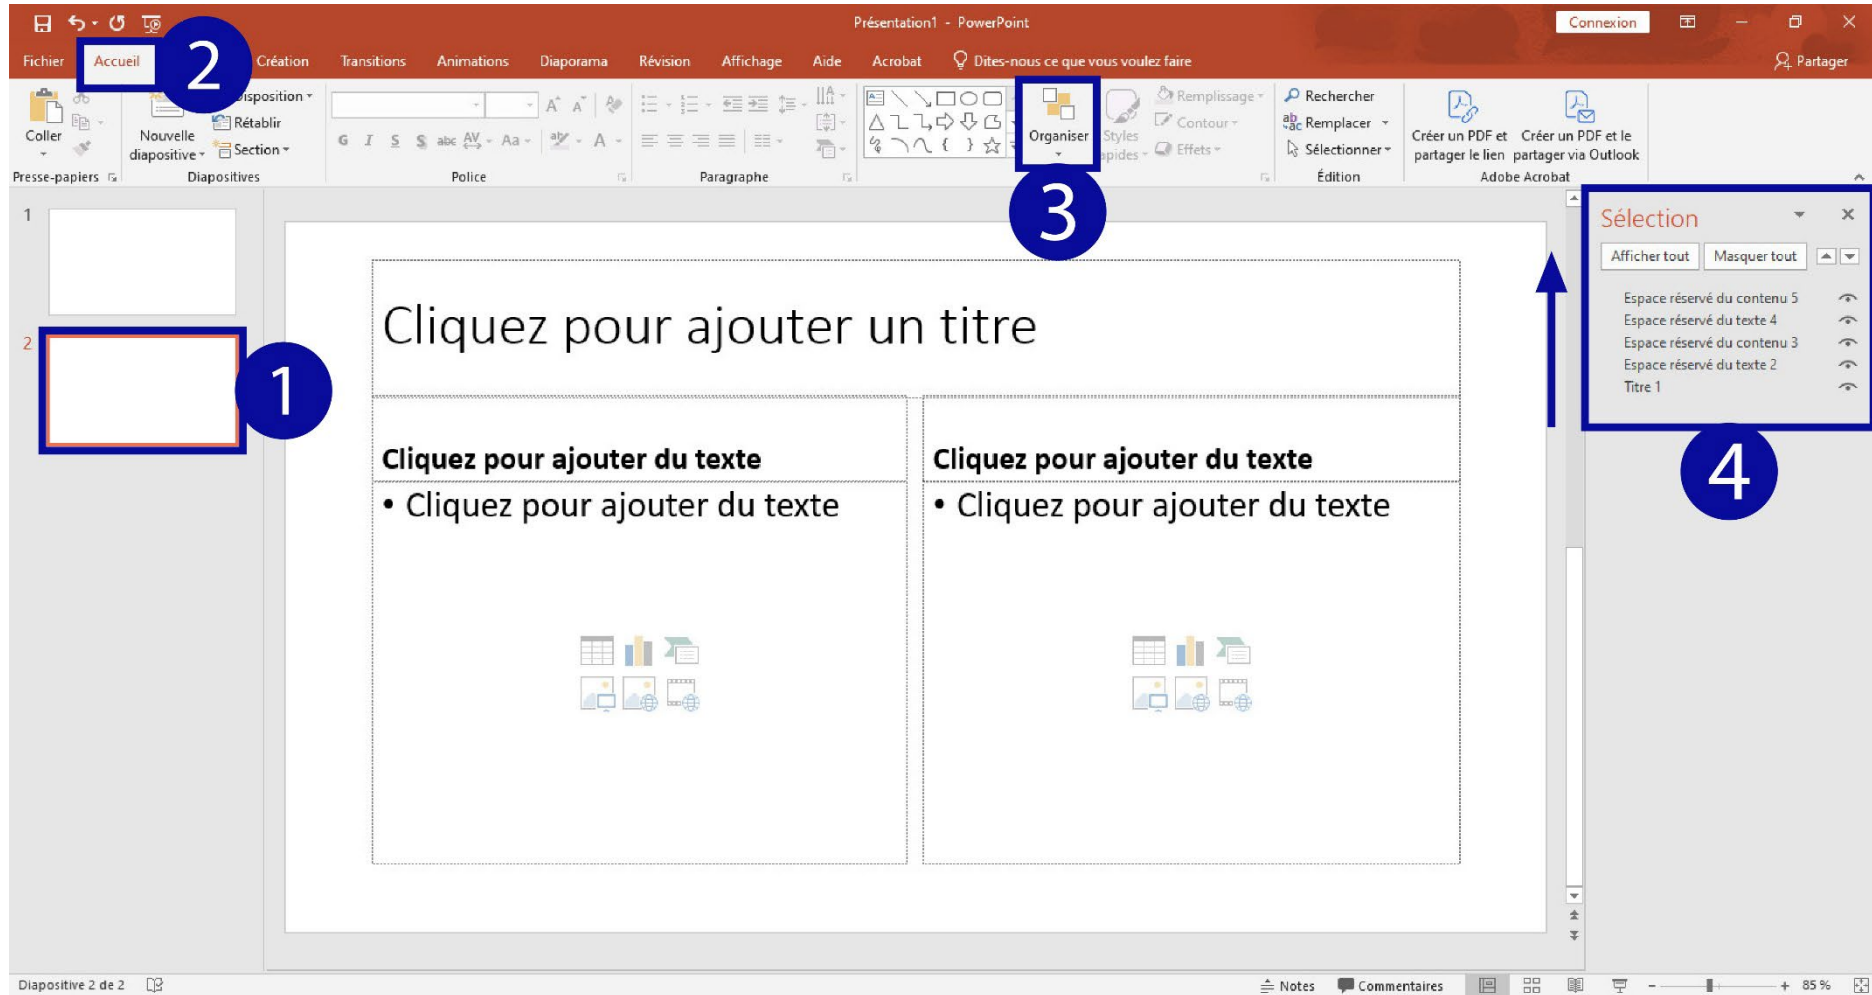 Présentation1 - PowerPoint
Connexion
Fichier Accueil Création Transitions Animations Diaporama Révision Affichage Aide Acrobat Dites-nous ce que vous voulez faire Partager
2
Coller
Nouvelle diapositive
Disposition
Rétablir
Section
G I S S abc AV Aa A
Organiser
Styles
rapides
Remplissage
Contour
Effets
Rechercher
Remplacer
Sélectionner
Créer un PDF et partager le lien
Créer un PDF et le partager via Outlook
Presse-papiers Diapositives Police Paragraphe Édition Adobe Acrobat
3
1
2
1
Cliquez pour ajouter un titre
Cliquez pour ajouter du texte
• Cliquez pour ajouter du texte
Cliquez pour ajouter du texte
• Cliquez pour ajouter du texte
Sélection
Afficher tout Masquer tout
Espace réservé du contenu 5
Espace réservé du texte 4
Espace réservé du contenu 3
Espace réservé du texte 2
Titre 1
4
Diapositive 2 de 2 Notes Commentaires - + 85 %